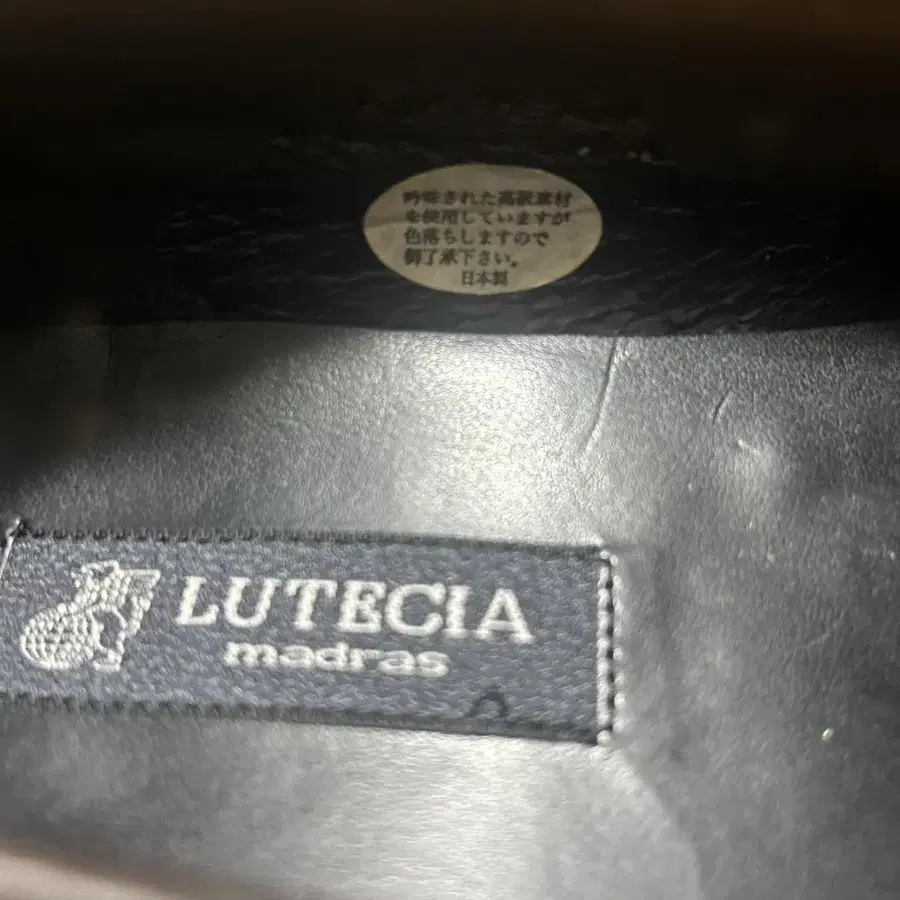 吟味された高級素材
を使用していますが
色落ちしますので
御了承下さい。
日本製
LUTECIA
madras